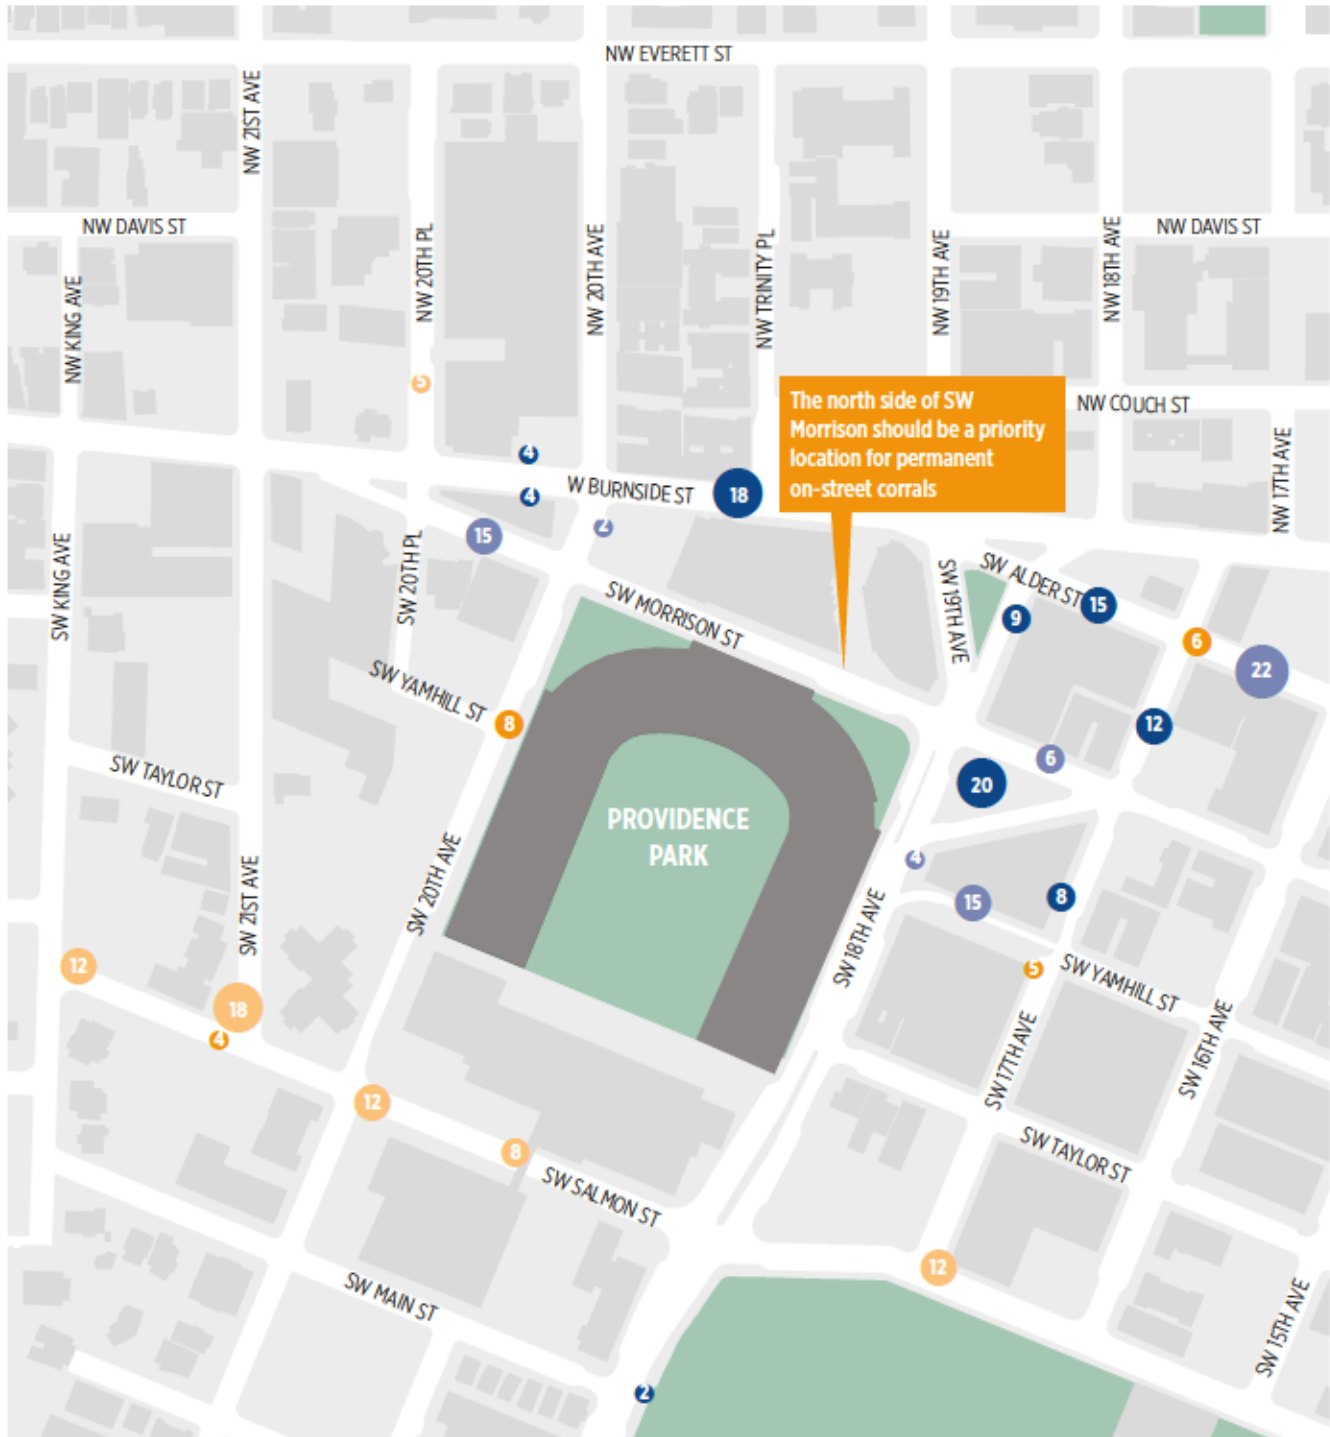 NW EVERETT ST
NW 21ST AVE
NW DAVIS ST
NW DAVIS ST
NW KING AVE
NW 20TH PL
NW 20TH AVE
NW TRINITY PL
NW 19TH AVE
NW 18TH AVE
5
The north side of SW
Morrison should be a priority
location for permanent
on-street corrals
NW COUCH ST
NW 17TH AVE
4
4
W BURNSIDE ST
18
15
2
SW KING AVE
SW 20TH PL
SW MORRISON ST
SW 19TH AVE
SW ALDER ST
15
9
6
22
SW YAMHILL ST
8
12
6
20
SW TAYLOR ST
PROVIDENCE
PARK
4
SW 21ST AVE
SW 20TH AVE
SW 18TH AVE
15
8
12
18
4
5
SW YAMHILL ST
SW 17TH AVE
SW 16TH AVE
12
8
SW SALMON ST
SW TAYLOR ST
12
SW MAIN ST
SW 15TH AVE
2